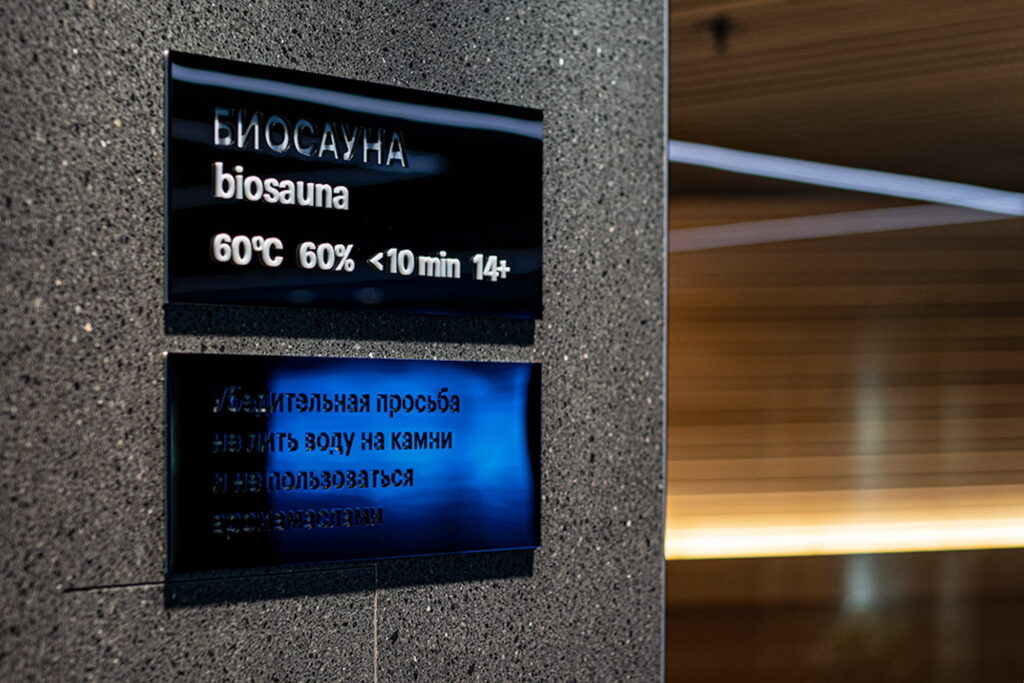 БИОСАУНА
biosauna
60°C 60% <10 min 14+
Убедительная просьба
не лить воду на камни
и не пользоваться
аромамаслами